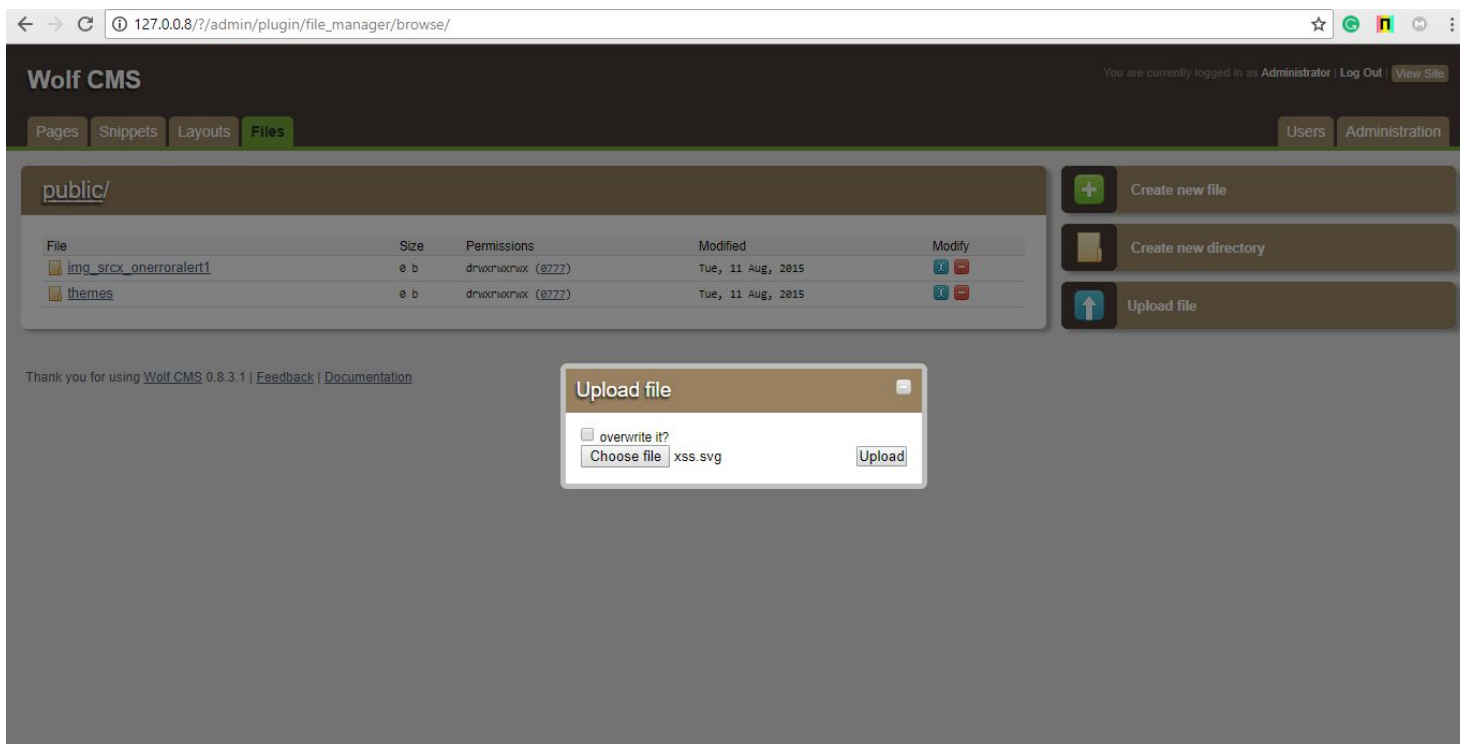 127.0.0.8/?/admin/plugin/file_manager/browse/
Wolf CMS
You are currently logged in as Administrator | Log Out | View Site
Pages Snippets Layouts Files Users Administration
public/
File Size Permissions Modified Modify
img_srcx_onerroralert1 0 b drwxrwxrwx (0777) Tue, 11 Aug, 2015
themes 0 b drwxrwxrwx (0777) Tue, 11 Aug, 2015
Create new file
Create new directory
Upload file
Thank you for using Wolf CMS 0.8.3.1 | Feedback | Documentation
Upload file
overwrite it?
Choose file xss.svg Upload